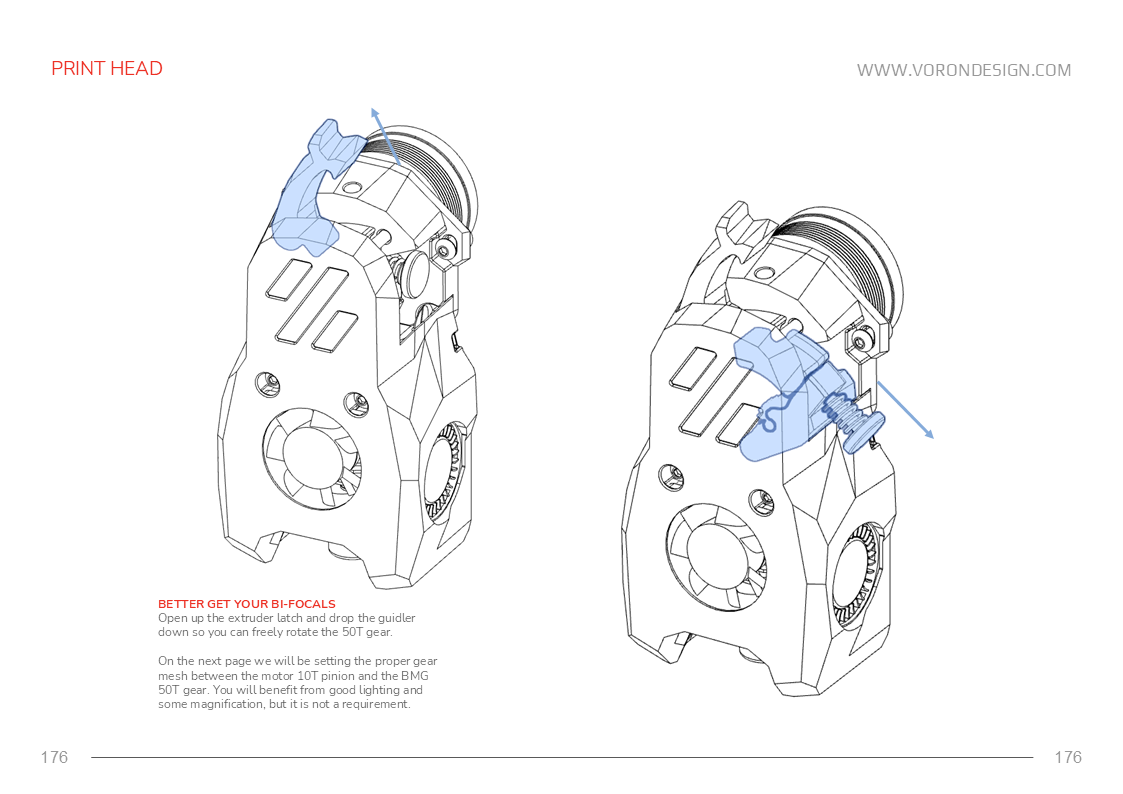 PRINT HEAD
WWW.VORONDESIGN.COM
BETTER GET YOUR BI-FOCALS
Open up the extruder latch and drop the guidler
down so you can freely rotate the 50T gear.
On the next page we will be setting the proper gear
mesh between the motor 10T pinion and the BMG
50T gear. You will benefit from good lighting and
some magnification, but it is not a requirement.
176
176